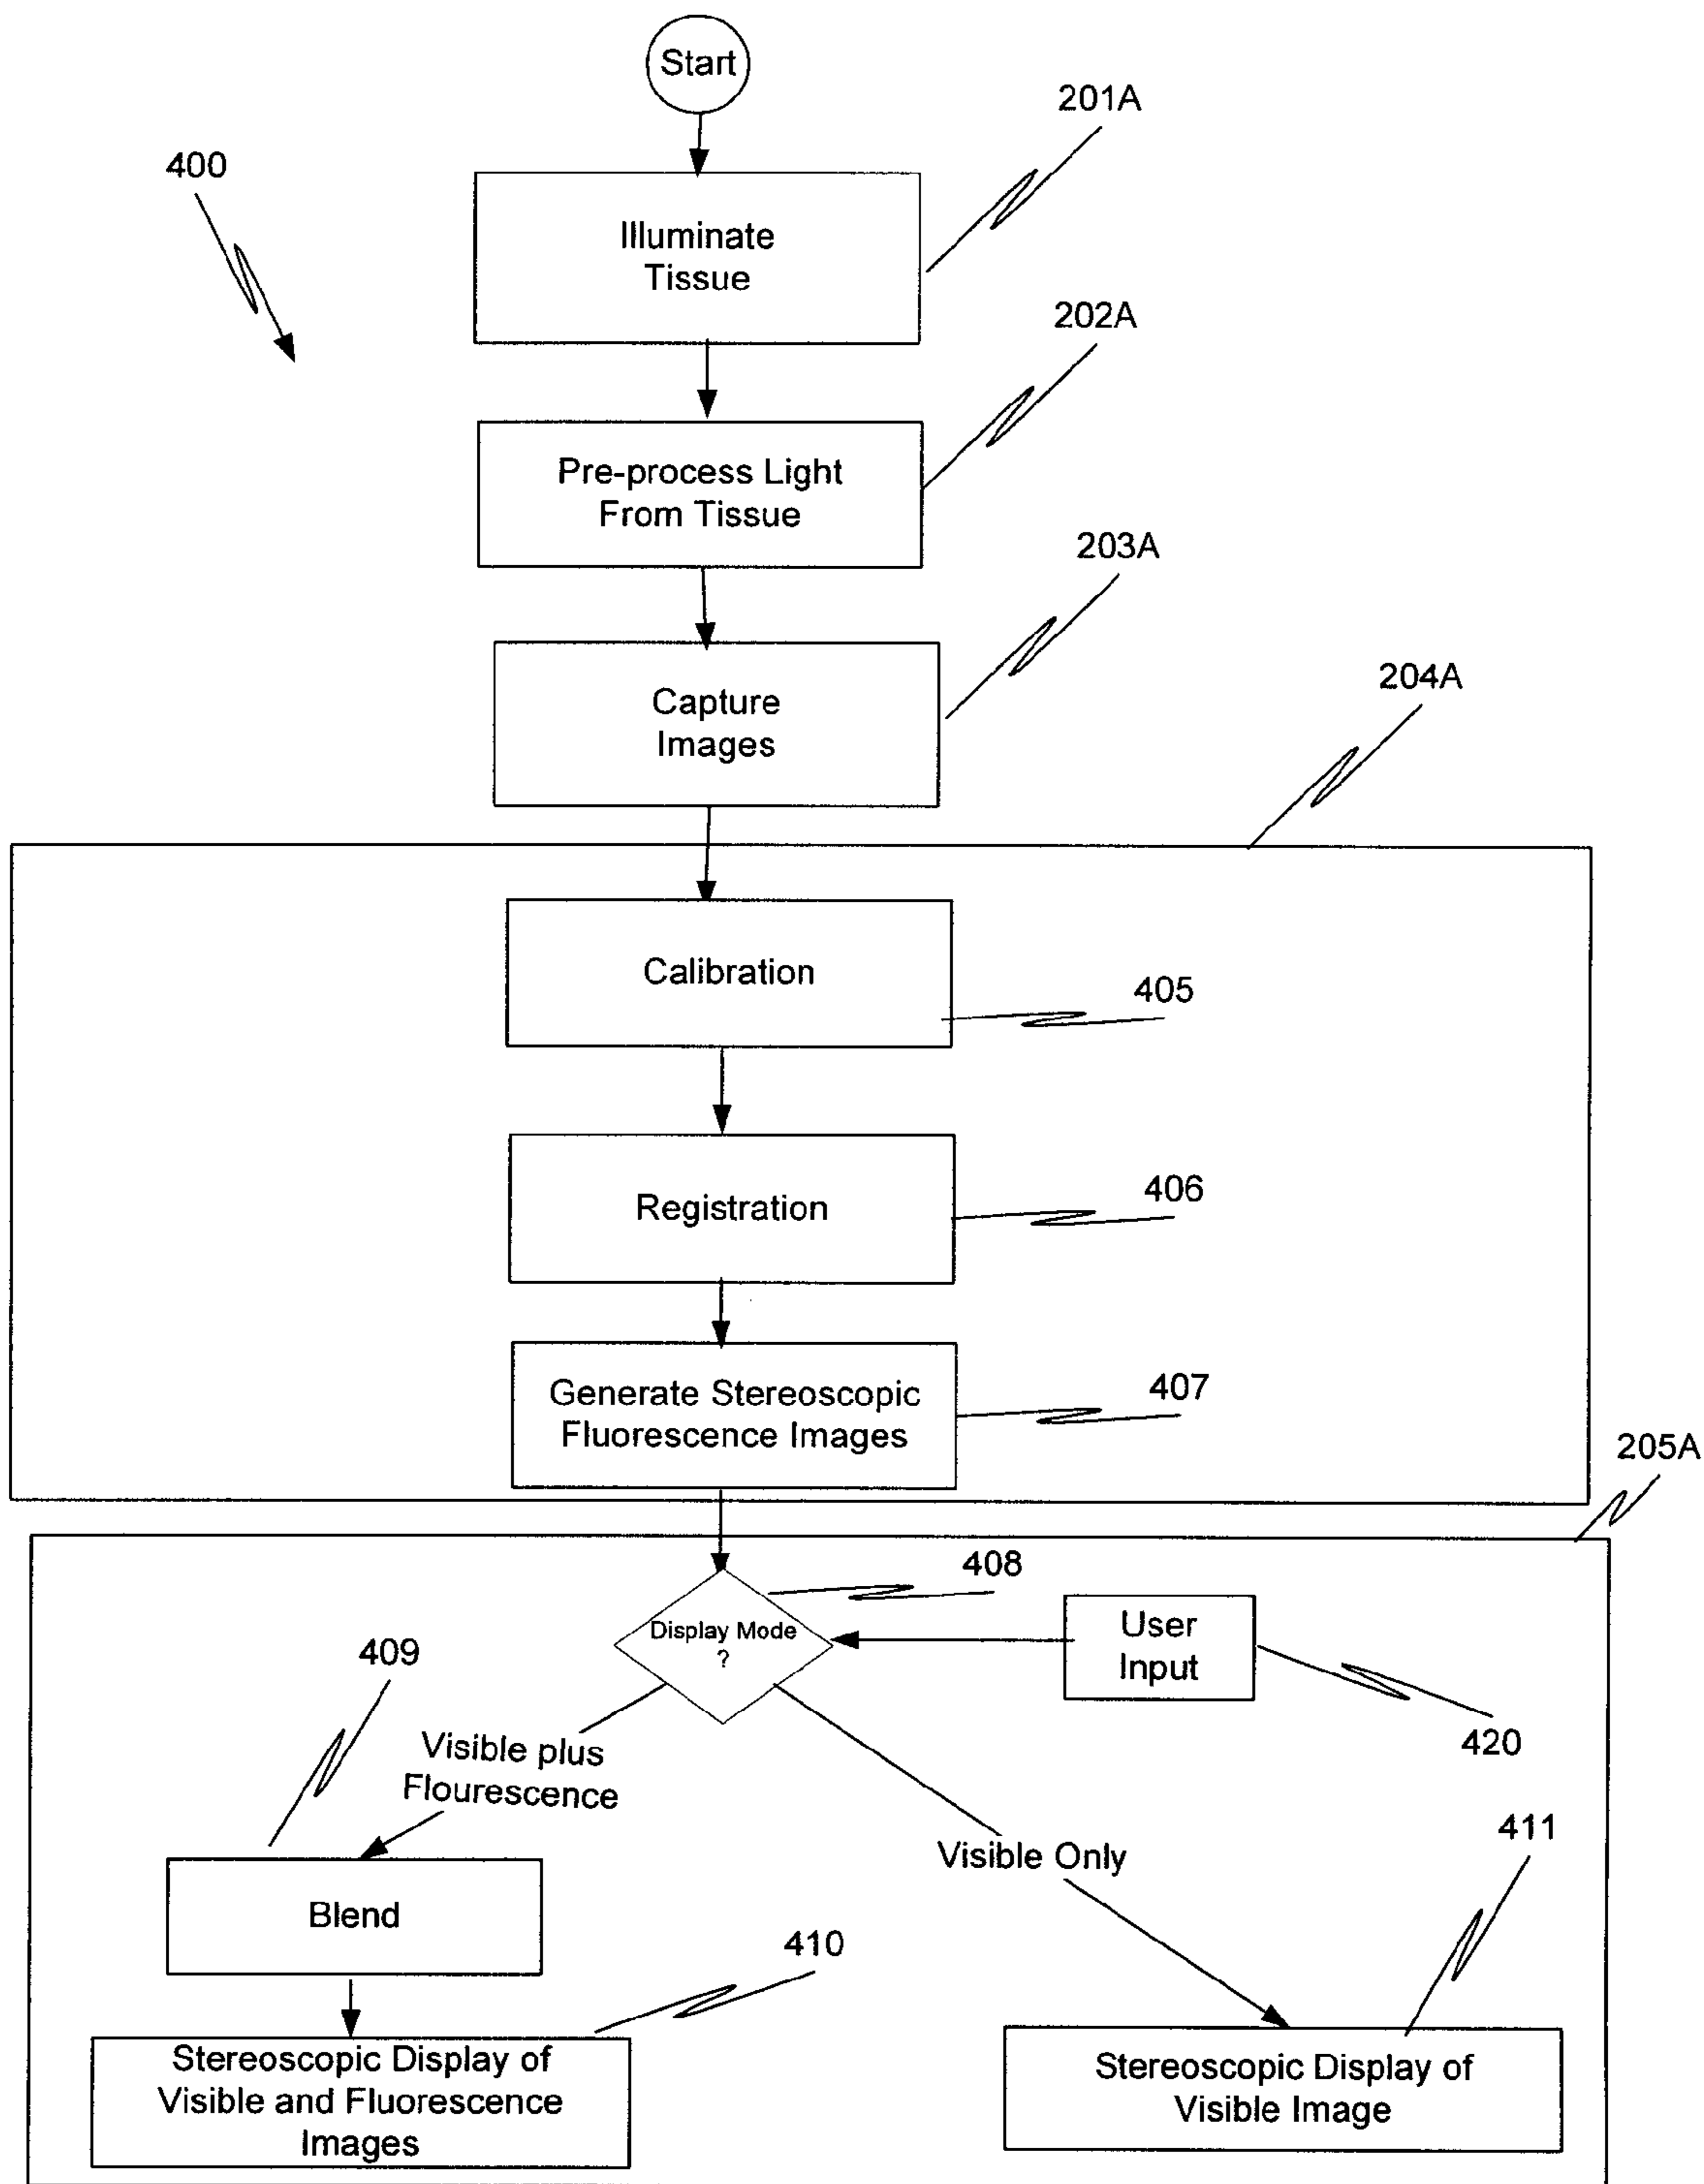 Start
201A
400
Illuminate
Tissue
202A
Pre-process Light
From Tissue
203A
Capture
Images
204A
Calibration
405
Registration
406
Generate Stereoscopic
Fluorescence Images
407
205A
408
Display Mode
?
User
Input
420
409
Visible plus
Flourescence
Visible Only
411
Blend
410
Stereoscopic Display of
Visible and Fluorescence
Images
Stereoscopic Display of
Visible Image